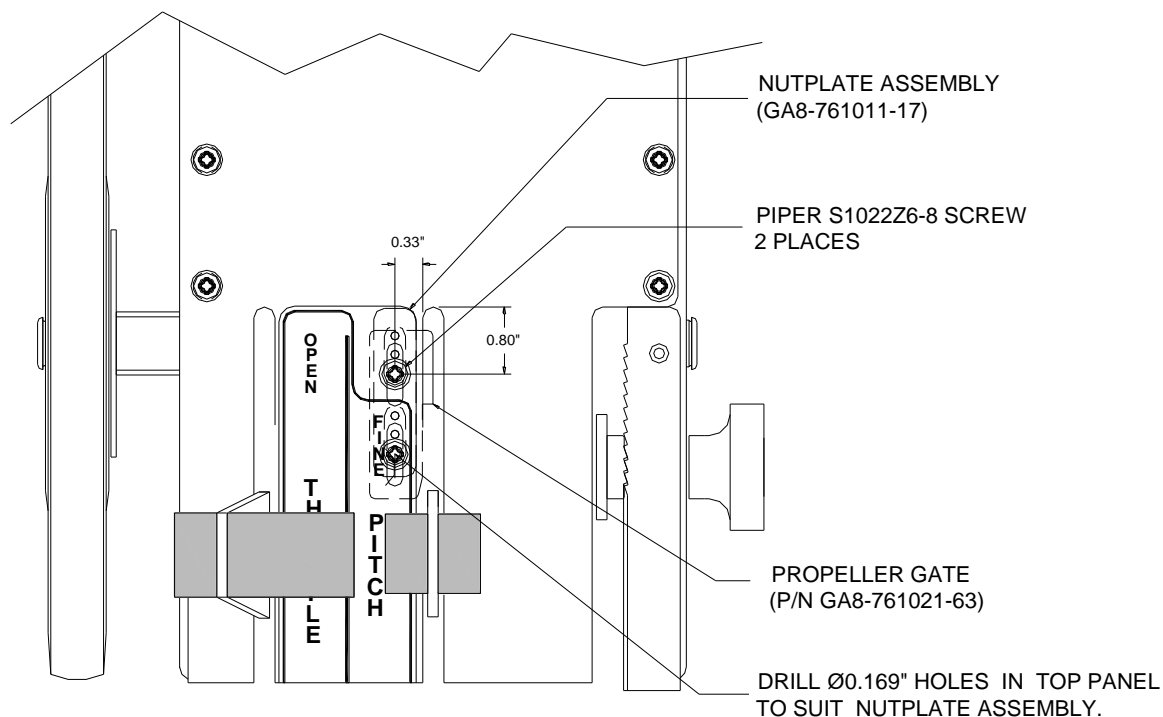 NUTPLATE ASSEMBLY
(GA8-761011-17)
PIPER S1022Z6-8 SCREW
2 PLACES
0.33"
0.80"
OPEN
FINE
PITCH
PROPELLER GATE
(P/N GA8-761021-63)
DRILL Ø0.169" HOLES IN TOP PANEL
TO SUIT NUTPLATE ASSEMBLY.